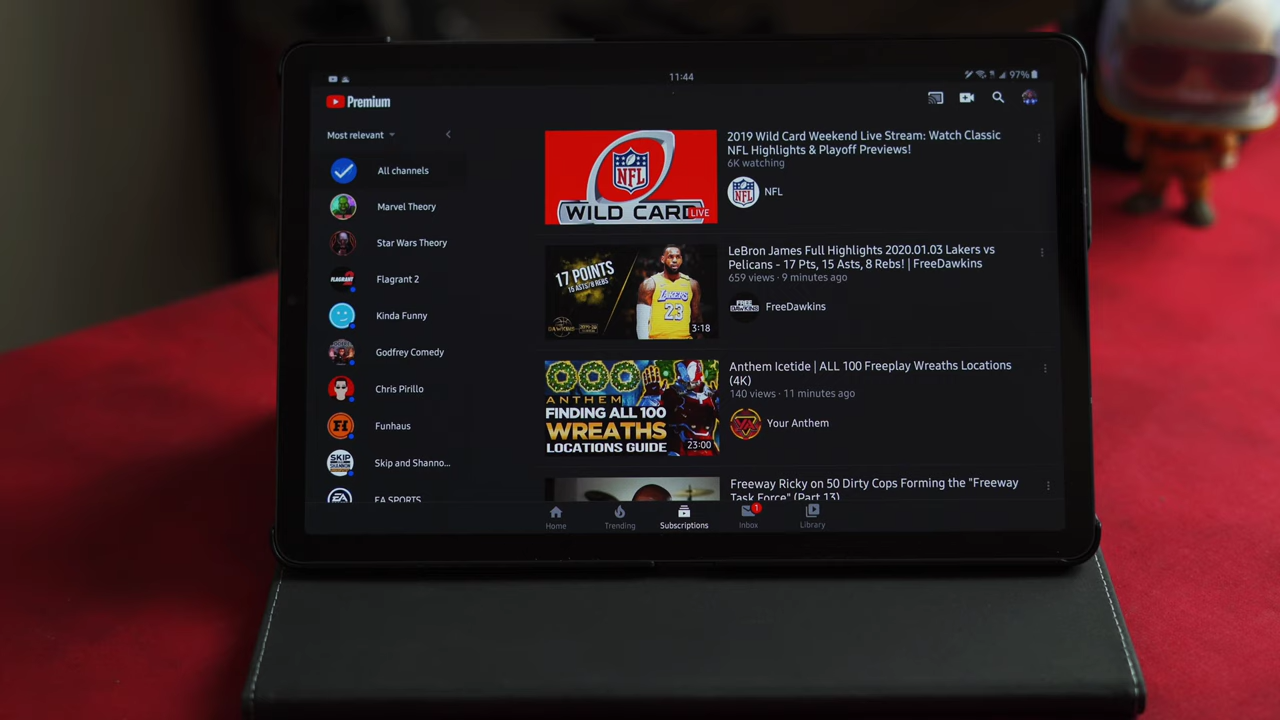 11:44
97%
Premium
Most relevant
All channels
Marvel Theory
Star Wars Theory
Flagrant 2
Kinda Funny
Godfrey Comedy
Chris Pirillo
Funhaus
Skip and Shanno...
EA SPORTS
NFL
WILD CARD
LIVE
2019 Wild Card Weekend Live Stream: Watch Classic
NFL Highlights & Playoff Previews!
6K watching
NFL
NFL
17 POINTS
15 ASTS/8 REBS!
LAKERS
23
3:18
LeBron James Full Highlights 2020.01.03 Lakers vs
Pelicans - 17 Pts, 15 Asts, 8 Rebs! | FreeDawkins
659 views · 9 minutes ago
FREE
DAWKINS
FreeDawkins
ANTHEM
FINDING ALL 100
WREATHS
LOCATIONS GUIDE
23:00
Anthem Icetide | ALL 100 Freeplay Wreaths Locations
(4K)
140 views · 11 minutes ago
Your Anthem
Freeway Ricky on 50 Dirty Cops Forming the "Freeway
Task Force" (Part 13)
Home
Trending
Subscriptions
1
Inbox
Library